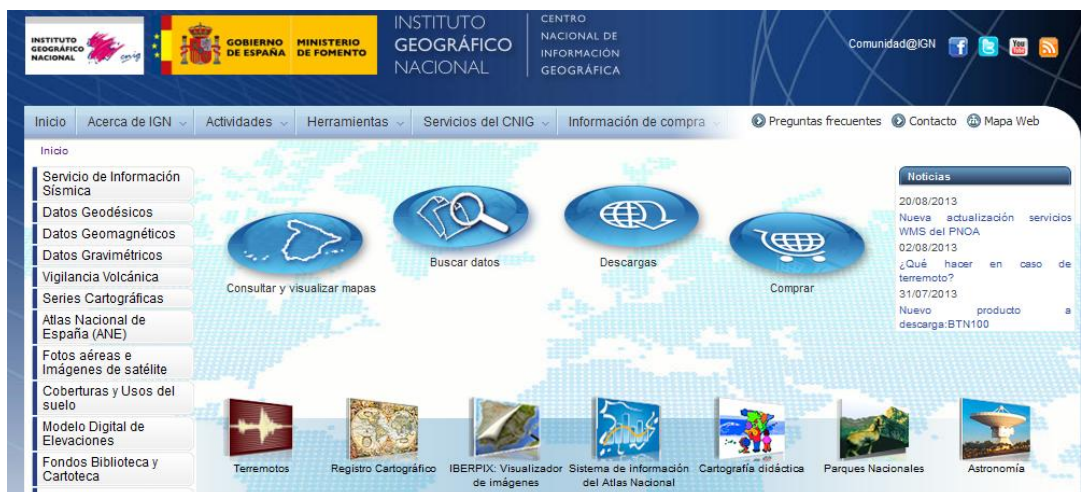 INSTITUTO
GEOGRÁFICO
NACIONAL
cnig
GOBIERNO
DE ESPAÑA
MINISTERIO
DE FOMENTO
INSTITUTO
GEOGRÁFICO
NACIONAL
CENTRO
NACIONAL DE
INFORMACIÓN
GEOGRÁFICA
Comunidad@IGN
You
Tube
Inicio
Acerca de IGN
Actividades
Herramientas
Servicios del CNIG
Información de compra
Preguntas frecuentes
Contacto
Mapa Web
Inicio
Servicio de Información
Sísmica
Datos Geodésicos
Datos Geomagnéticos
Datos Gravimétricos
Vigilancia Volcánica
Series Cartográficas
Atlas Nacional de
España (ANE)
Fotos aéreas e
Imágenes de satélite
Coberturas y Usos del
suelo
Modelo Digital de
Elevaciones
Fondos Biblioteca y
Cartoteca
Consultar y visualizar mapas
Buscar datos
Descargas
Comprar
Noticias
20/08/2013
Nueva actualización servicios
WMS del PNOA
02/08/2013
¿Qué hacer en caso de
terremoto?
31/07/2013
Nuevo producto a
descarga:BTN100
Terremotos
Registro Cartográfico
IBERPIX: Visualizador
de imágenes
Sistema de información
del Atlas Nacional
Cartografía didáctica
Parques Nacionales
Astronomía